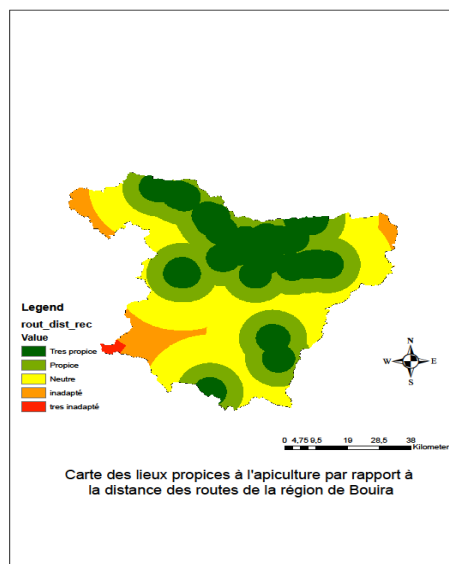 Legend
rout_dist_rec
Value
Tres propice
Propice
Neutre
inadapté
tres inadapté
N
W E
S
0 4,75 9,5 19 28,5 38
Kilometer
Carte des lieux propices à l'apiculture par rapport à
la distance des routes de la région de Bouira